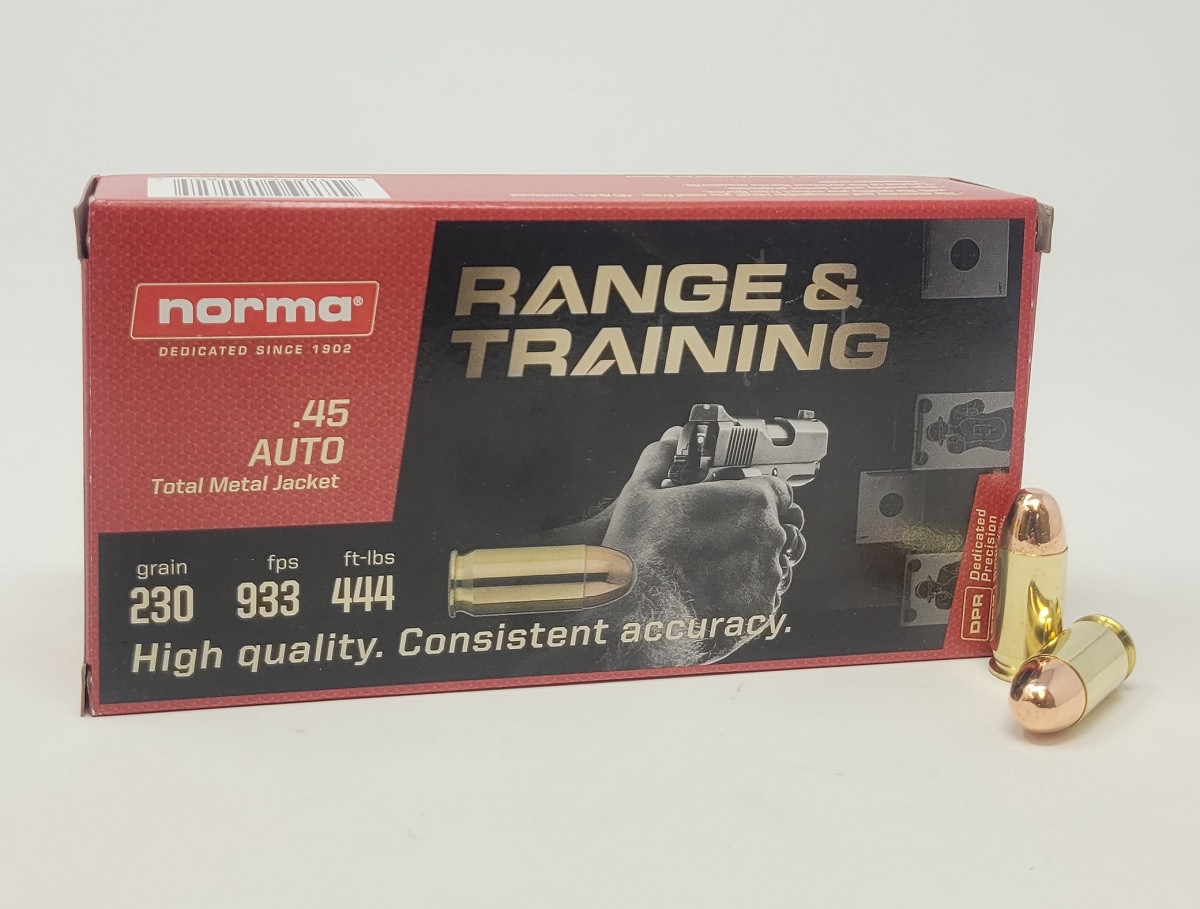 norma®
DEDICATED SINCE 1902
.45
AUTO
Total Metal Jacket
RANGE &
TRAINING
grain
230
fps
933
ft-lbs
444
High quality. Consistent accuracy.
DPR
Dedicated
Precision